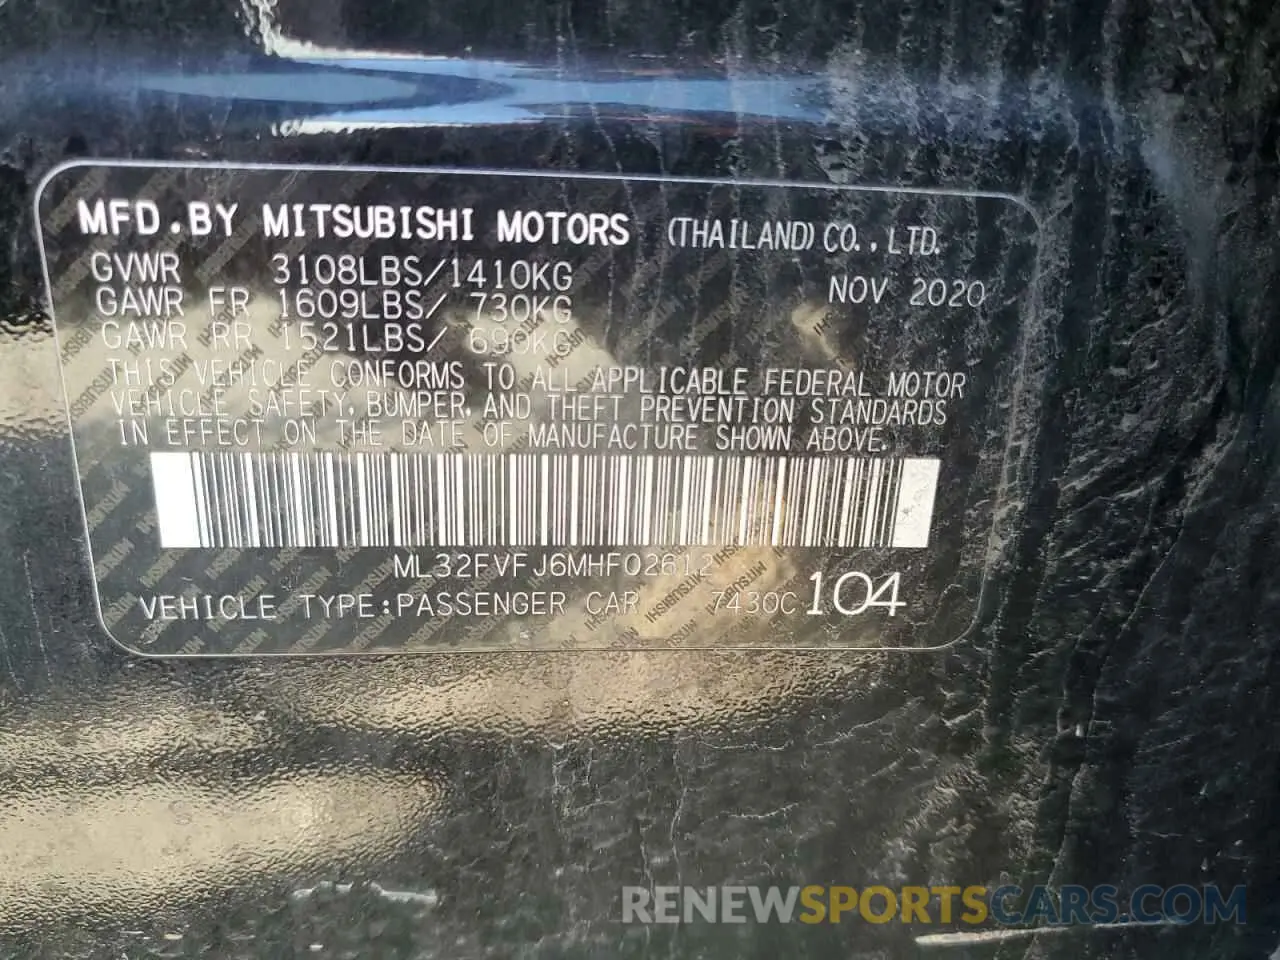 MFD.BY MITSUBISHI MOTORS (THAILAND) CO., LTD.
GVWR 3108LBS/1410KG NOV 2020
GAWR FR 1609LBS/ 730KG
GAWR RR 1521LBS/ 690KG
THIS VEHICLE CONFORMS TO ALL APPLICABLE FEDERAL MOTOR
VEHICLE SAFETY, BUMPER, AND THEFT PREVENTION STANDARDS
IN EFFECT ON THE DATE OF MANUFACTURE SHOWN ABOVE.
ML32FVFJ6MHF02612
VEHICLE TYPE:PASSENGER CAR 7430C 104
RENEWSPORTSCARS.COM